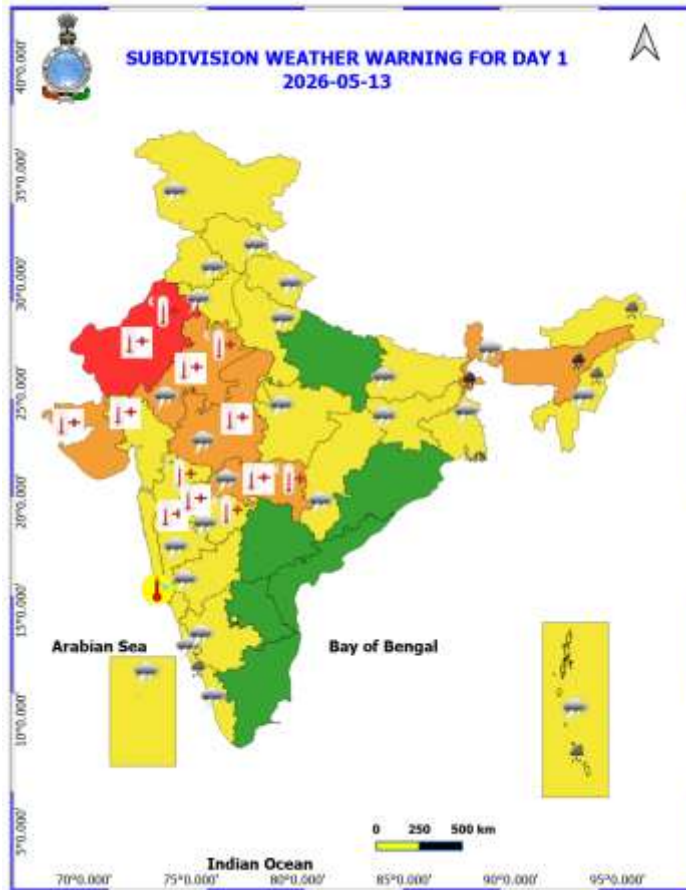 SUBDIVISION WEATHER WARNING FOR DAY 1
2026-05-13
40°0.000'
35°0.000'
30°0.000'
25°0.000'
20°0.000'
15°0.000'
10°0.000'
5°0.000'
Arabian Sea
Bay of Bengal
0 250 500 km
Indian Ocean
70°0.000' 75°0.000' 80°0.000' 85°0.000' 90°0.000' 95°0.000'